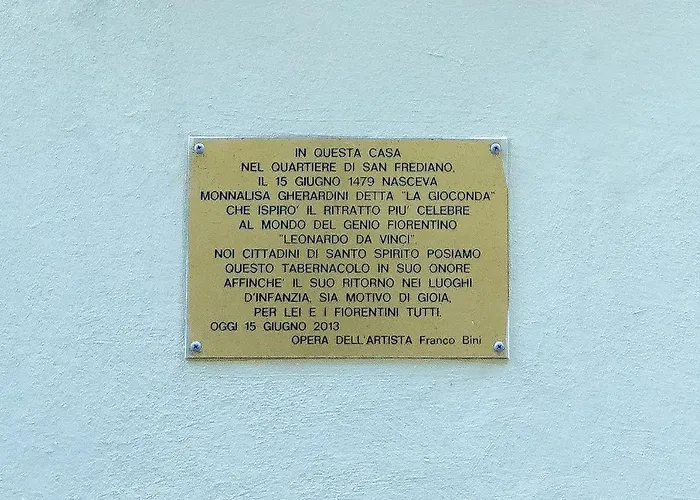 IN QUESTA CASA
NEL QUARTIERE DI SAN FREDIANO,
IL 15 GIUGNO 1479 NASCEVA
MONNALISA GHERARDINI DETTA "LA GIOCONDA"
CHE ISPIRO' IL RITRATTO PIU' CELEBRE
AL MONDO DEL GENIO FIORENTINO
"LEONARDO DA VINCI".
NOI CITTADINI DI SANTO SPIRITO POSIAMO
QUESTO TABERNACOLO IN SUO ONORE
AFFINCHE' IL SUO RITORNO NEI LUOGHI
D'INFANZIA, SIA MOTIVO DI GIOIA,
PER LEI E I FIORENTINI TUTTI.
OGGI 15 GIUGNO 2013
OPERA DELL'ARTISTA Franco Bini